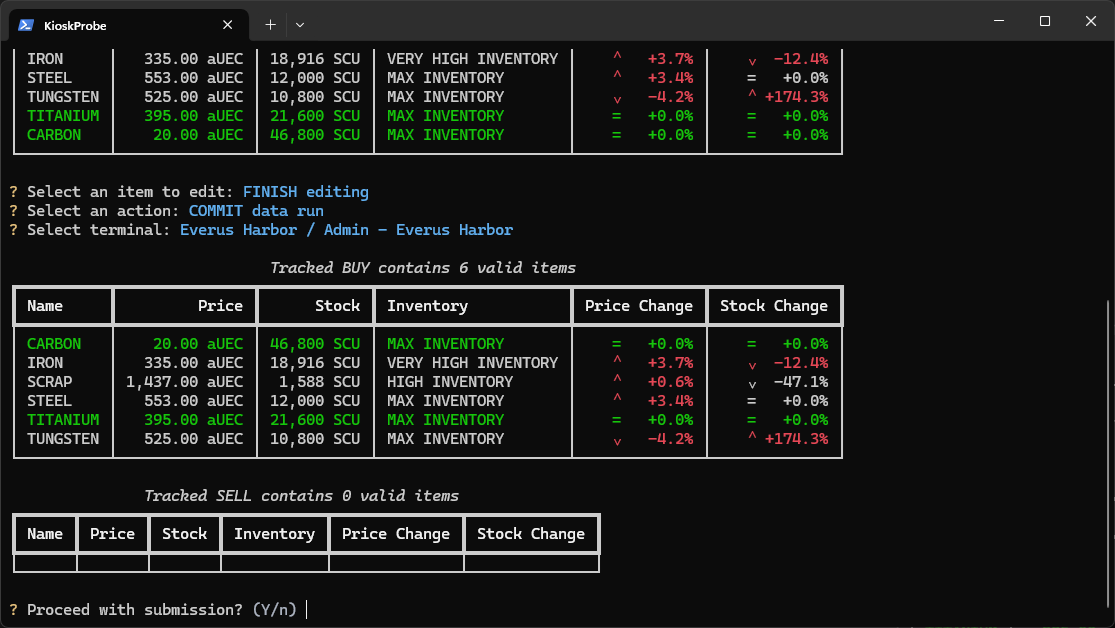 KioskProbe
IRON 335.00 aUEC 18,916 SCU VERY HIGH INVENTORY ^ +3.7% v -12.4%
STEEL 553.00 aUEC 12,000 SCU MAX INVENTORY ^ +3.4% = +0.0%
TUNGSTEN 525.00 aUEC 10,800 SCU MAX INVENTORY v -4.2% ^ +174.3%
TITANIUM 395.00 aUEC 21,600 SCU MAX INVENTORY = +0.0% = +0.0%
CARBON 20.00 aUEC 46,800 SCU MAX INVENTORY = +0.0% = +0.0%
? Select an item to edit: FINISH editing
? Select an action: COMMIT data run
? Select terminal: Everus Harbor / Admin - Everus Harbor
Tracked BUY contains 6 valid items
Name Price Stock Inventory Price Change Stock Change
CARBON 20.00 aUEC 46,800 SCU MAX INVENTORY = +0.0% = +0.0%
IRON 335.00 aUEC 18,916 SCU VERY HIGH INVENTORY ^ +3.7% v -12.4%
SCRAP 1,437.00 aUEC 1,588 SCU HIGH INVENTORY ^ +0.6% v -47.1%
STEEL 553.00 aUEC 12,000 SCU MAX INVENTORY ^ +3.4% = +0.0%
TITANIUM 395.00 aUEC 21,600 SCU MAX INVENTORY = +0.0% = +0.0%
TUNGSTEN 525.00 aUEC 10,800 SCU MAX INVENTORY v -4.2% ^ +174.3%
Tracked SELL contains 0 valid items
Name Price Stock Inventory Price Change Stock Change
? Proceed with submission? (Y/n)